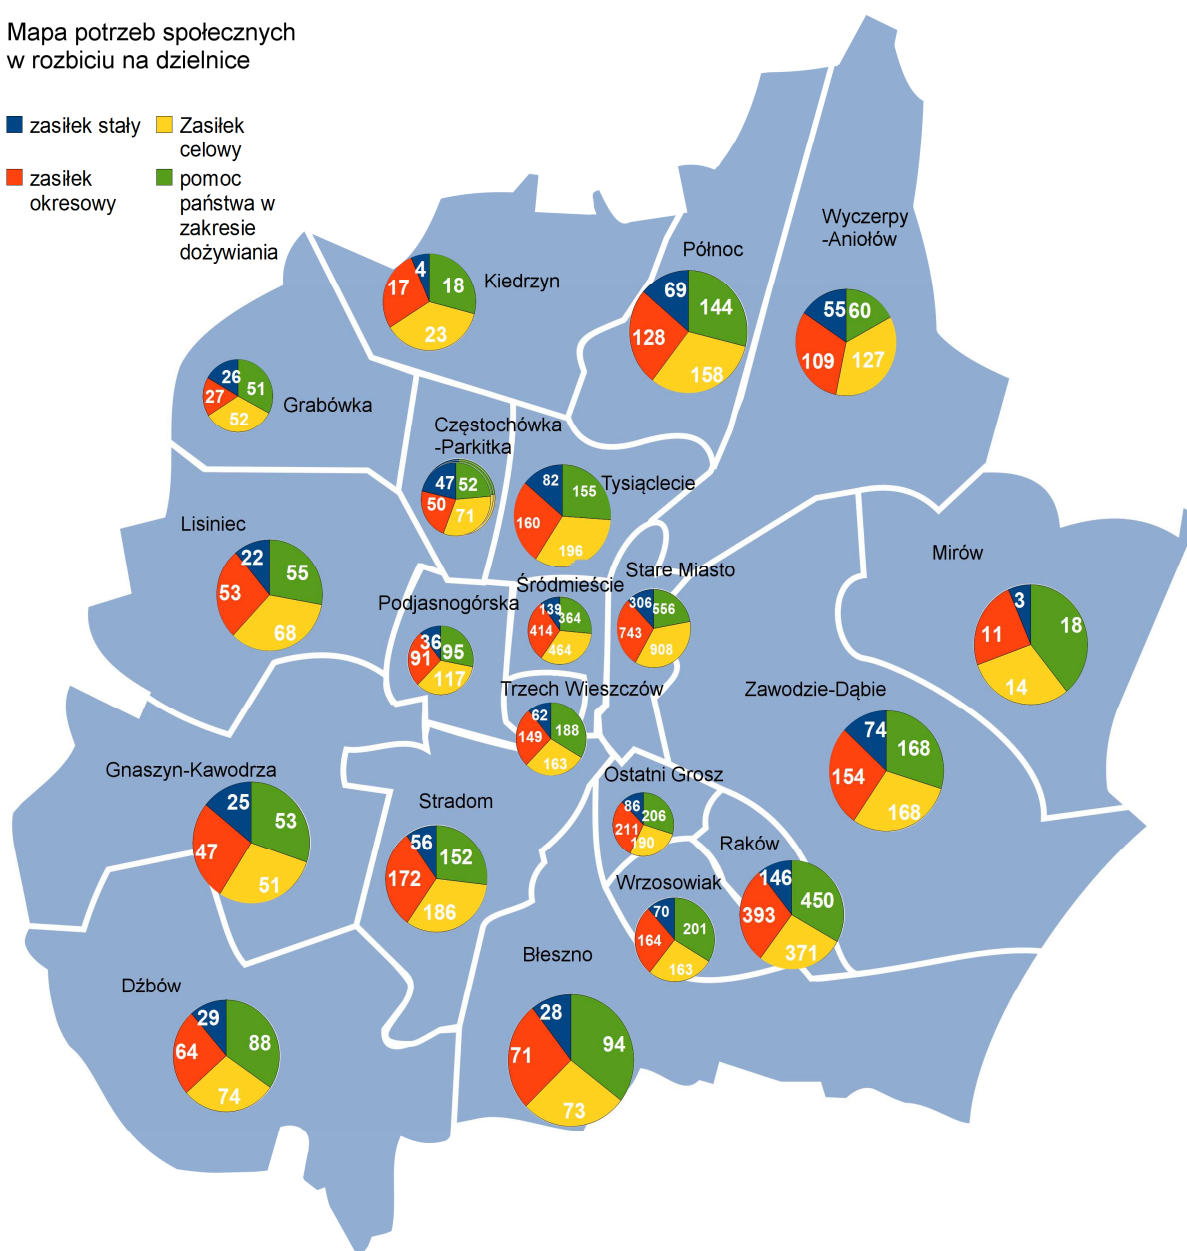 Mapa potrzeb społecznych
w rozbiciu na dzielnice
zasiłek stały
Zasiłek
celowy
zasiłek
okresowy
pomoc
państwa w
zakresie
dożywiania
Wyczerpy
-Aniołów
55 60
109 127
Północ
69 144
128 158
Kiedrzyn
4 18
17 23
Grabówka
26 51
27 52
Częstochówka
-Parkitka
47 52
50 71
Tysiąclecie
82 155
160 196
Lisiniec
22 55
53 68
Mirów
3 18
11 14
Stare Miasto
306 556
743 908
Śródmieście
139 364
414 464
Podjasnogórska
36 95
91 117
Trzech Wieszczów
62 188
149 163
Zawodzie-Dąbie
74 168
154 168
Gnaszyn-Kawodrza
25 53
47 51
Stradom
56 152
172 186
Ostatni Grosz
86 206
211 190
Raków
146 450
393 371
Wrzosowiak
70 201
164 163
Błeszno
28 94
71 73
Dźbów
29 88
64 74